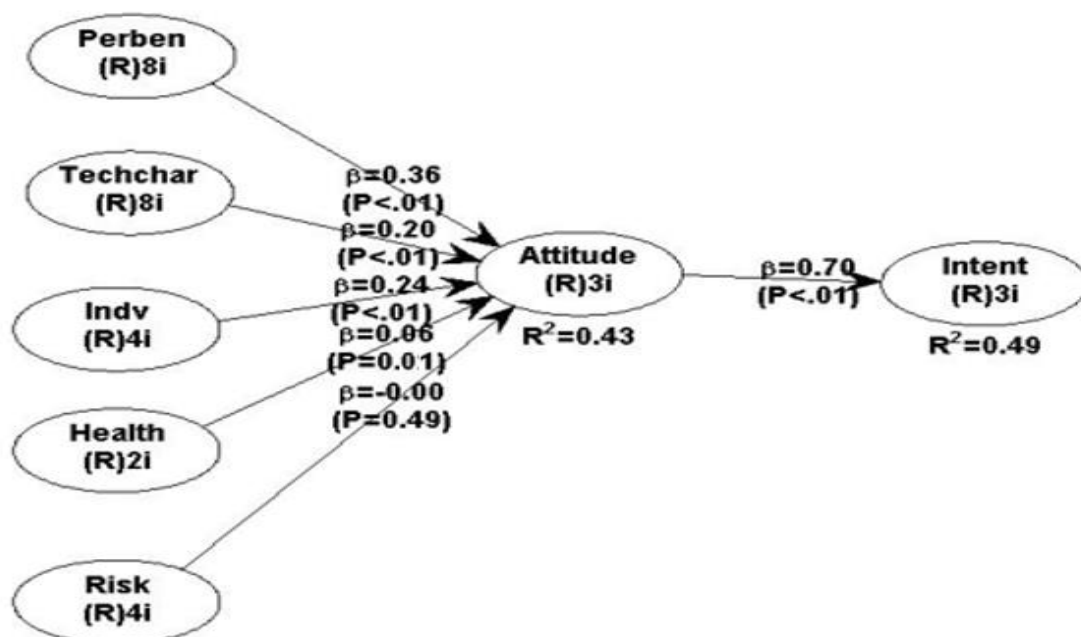 Perben
(R)8i
Techchar
(R)8i
Indv
(R)4i
Health
(R)2i
Risk
(R)4i
β=0.36
(P<.01)
β=0.20
(P<.01)
β=0.24
(P<.01)
β=0.06
(P=0.01)
β=-0.00
(P=0.49)
Attitude
(R)3i
R²=0.43
β=0.70
(P<.01)
Intent
(R)3i
R²=0.49